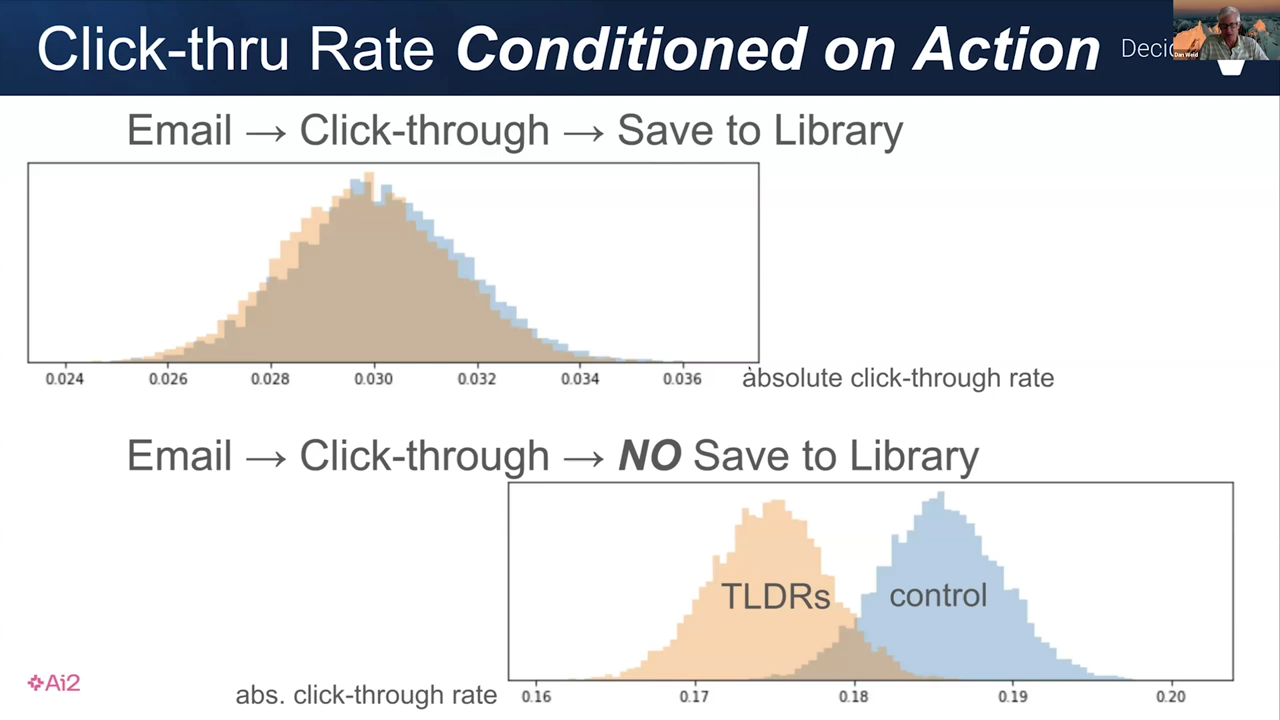 Click-thru Rate Conditioned on Action
Dan Weld
Email → Click-through → Save to Library
0.024 0.026 0.028 0.030 0.032 0.034 0.036
absolute click-through rate
Email → Click-through → NO Save to Library
TLDRs control
Ai2
abs. click-through rate
0.16 0.17 0.18 0.19 0.20